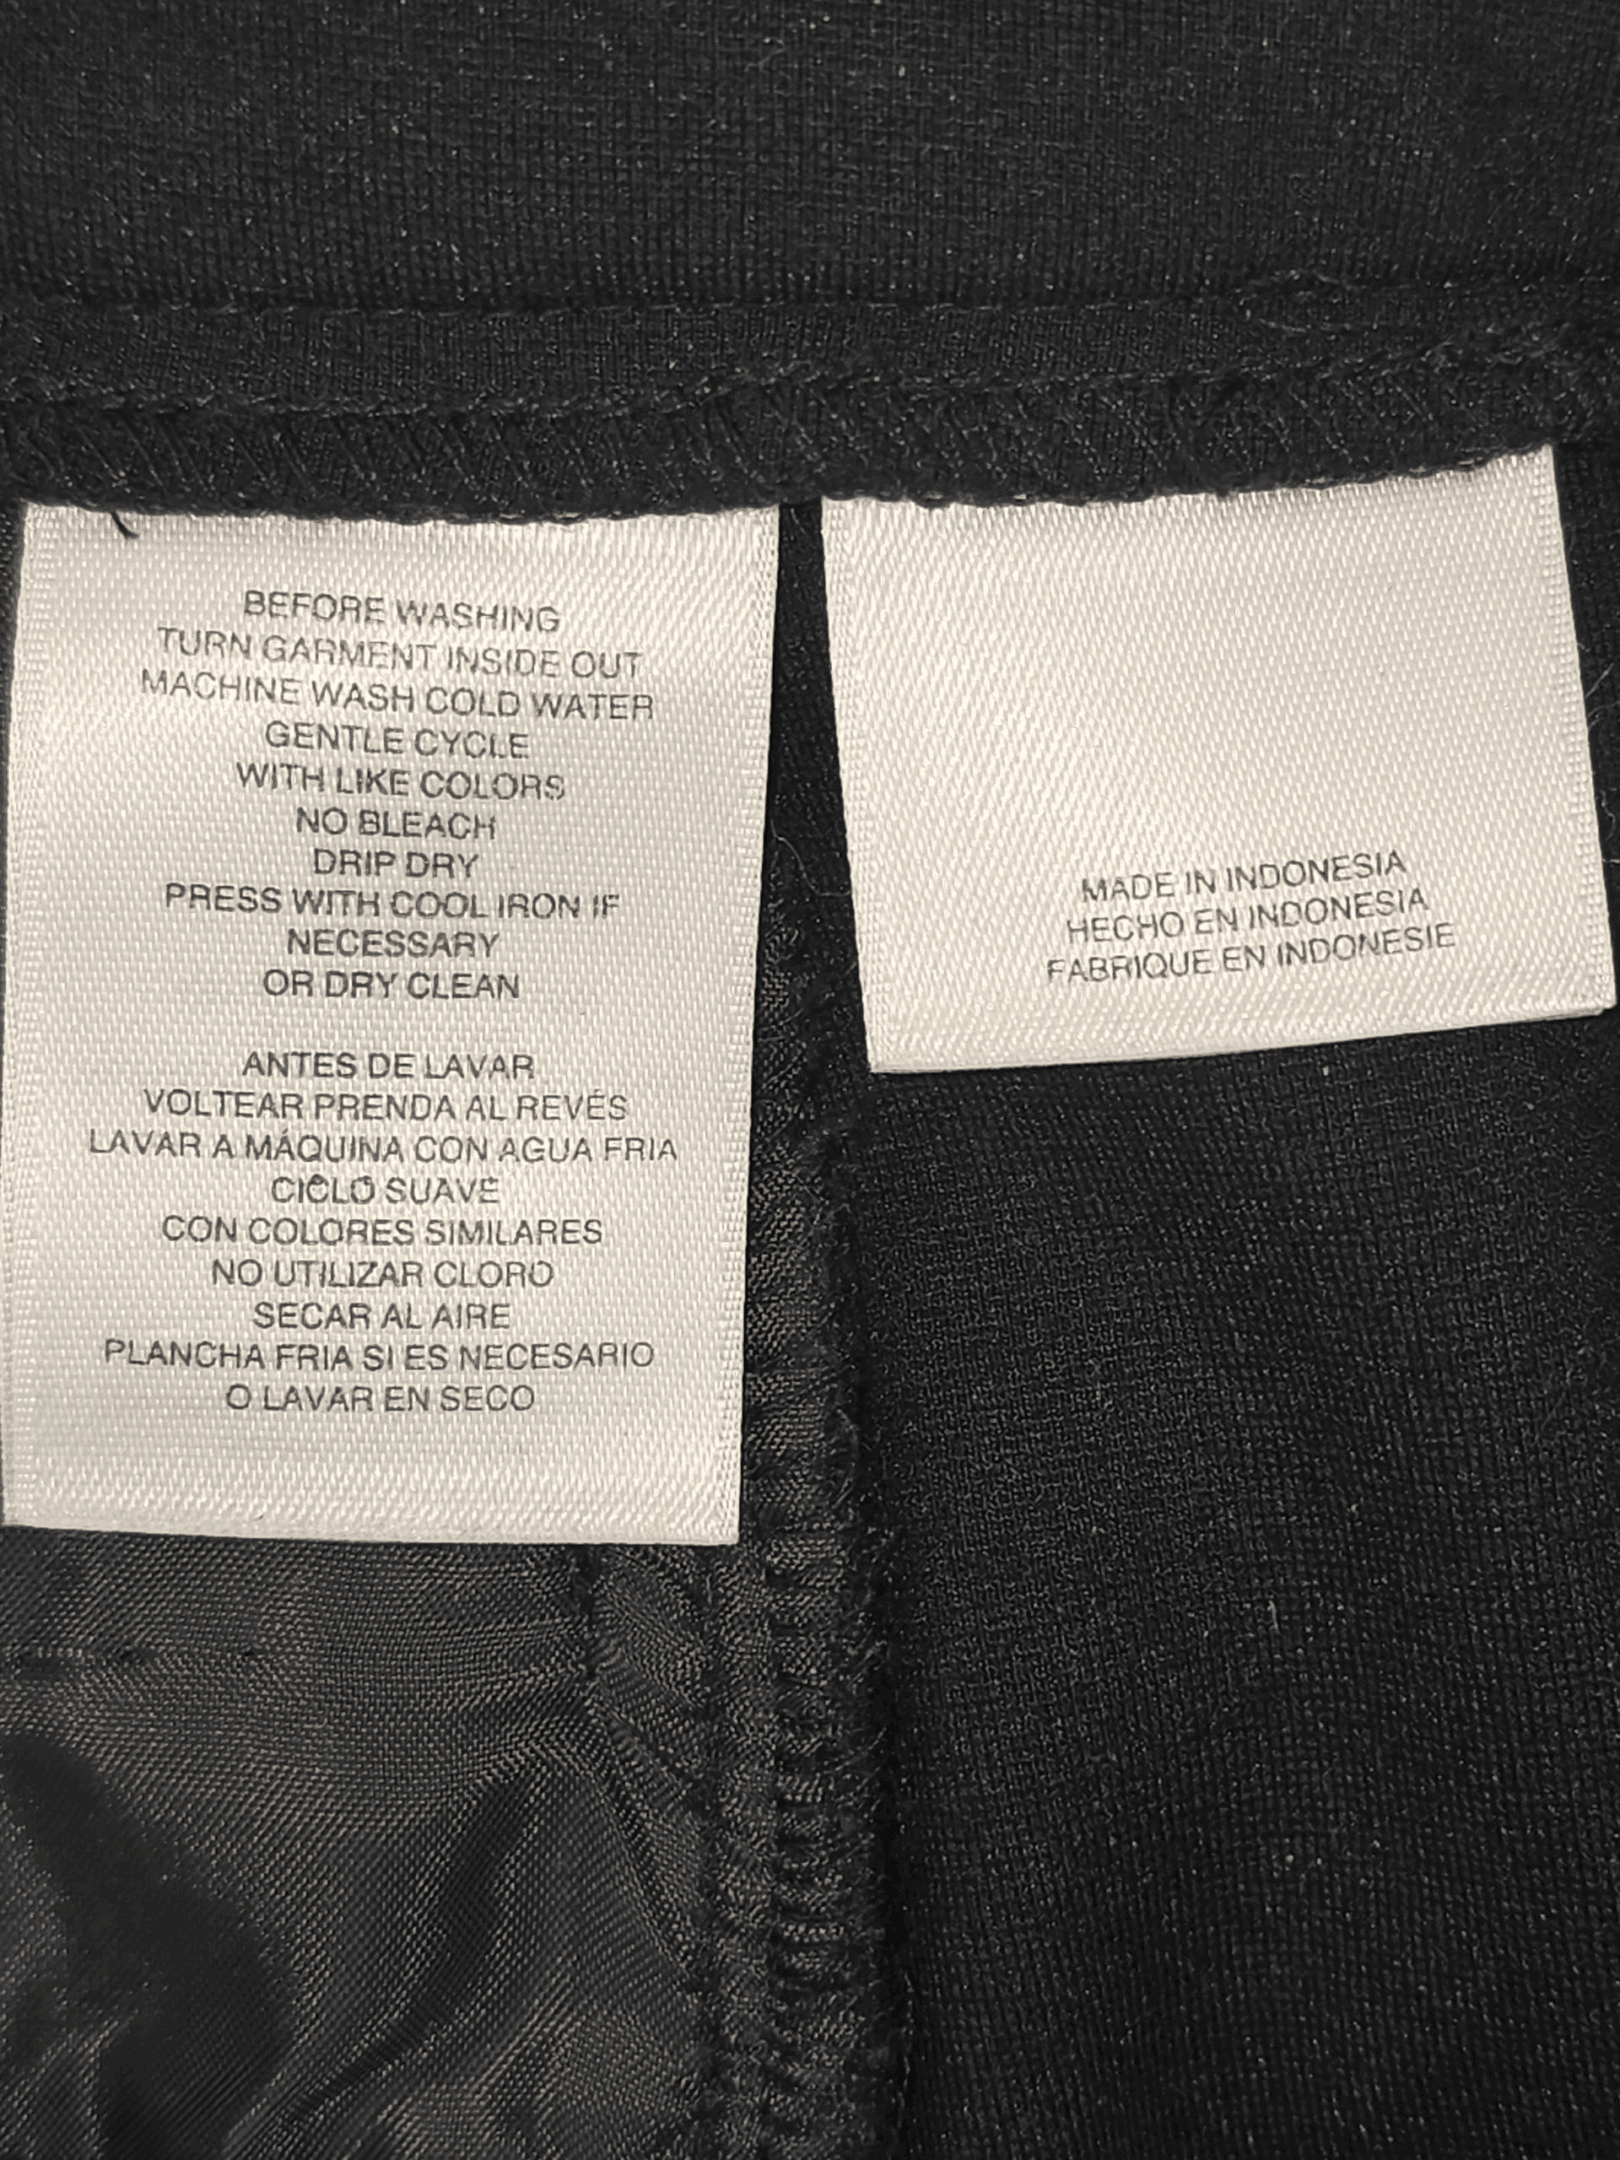 BEFORE WASHING
TURN GARMENT INSIDE OUT
MACHINE WASH COLD WATER
GENTLE CYCLE
WITH LIKE COLORS
NO BLEACH
DRIP DRY
PRESS WITH COOL IRON IF
NECESSARY
OR DRY CLEAN
ANTES DE LAVAR
VOLTEAR PRENDA AL REVÉS
LAVAR A MÁQUINA CON AGUA FRIA
CICLO SUAVE
CON COLORES SIMILARES
NO UTILIZAR CLORO
SECAR AL AIRE
PLANCHA FRIA SI ES NECESARIO
O LAVAR EN SECO
MADE IN INDONESIA
HECHO EN INDONESIA
FABRIQUE EN INDONESIE